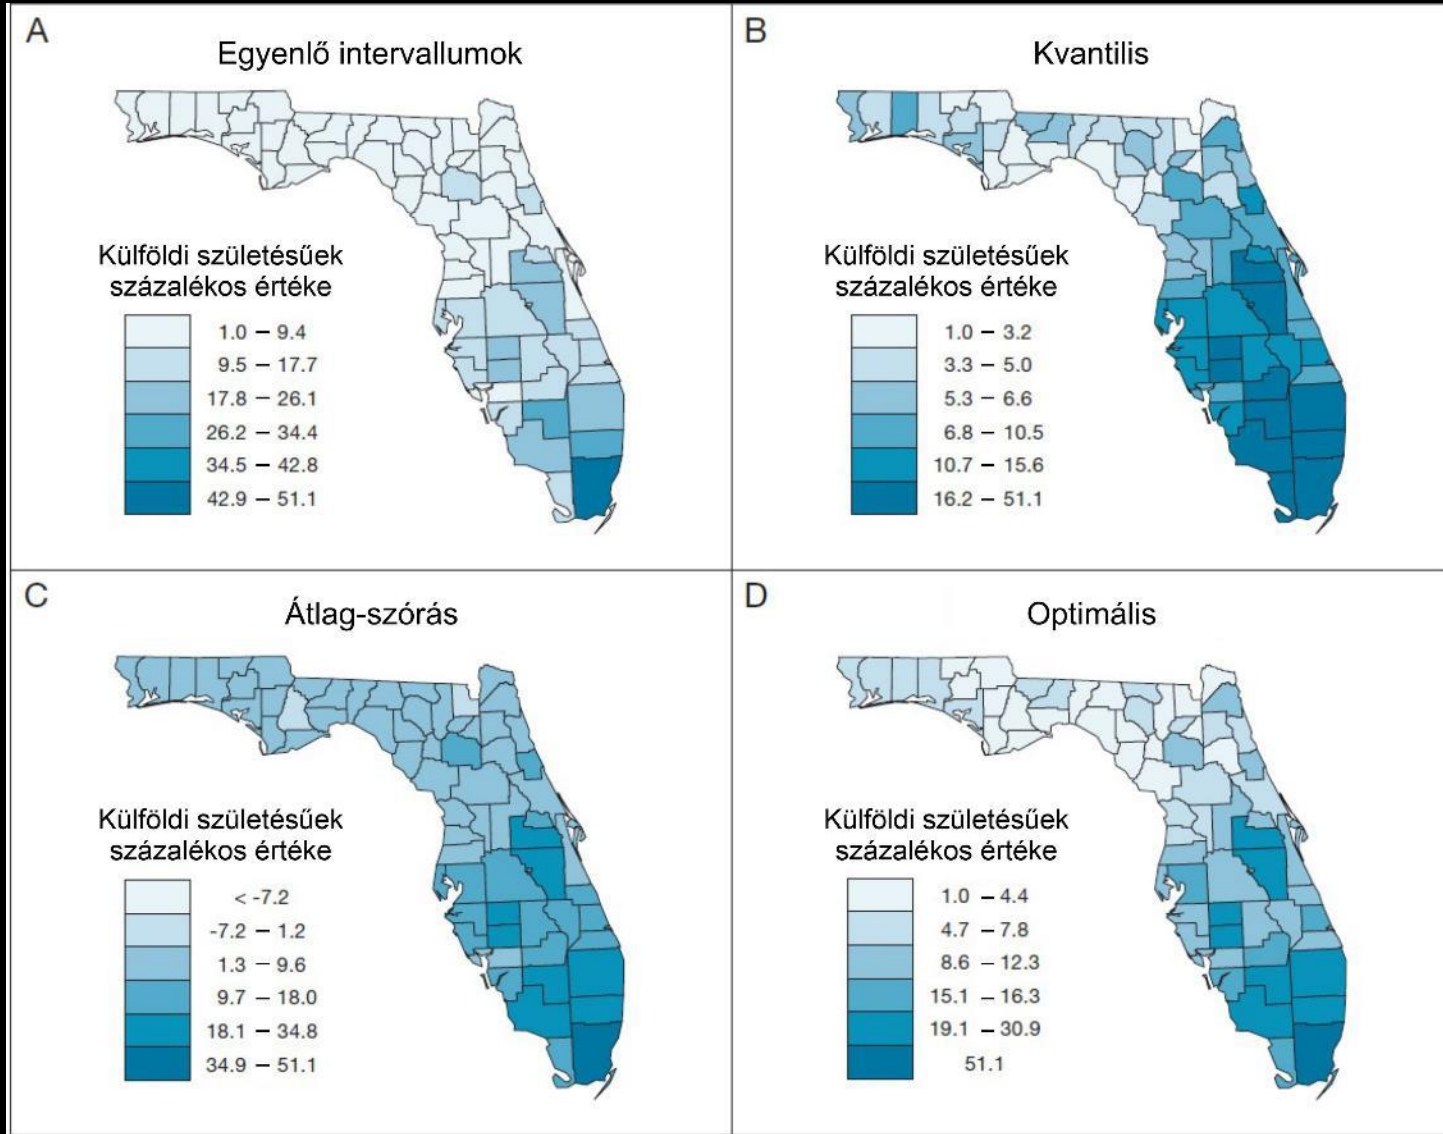 A
Egyenlő intervallumok
Külföldi születésűek
százalékos értéke
1.0 – 9.4
9.5 – 17.7
17.8 – 26.1
26.2 – 34.4
34.5 – 42.8
42.9 – 51.1
B
Kvantilis
Külföldi születésűek
százalékos értéke
1.0 – 3.2
3.3 – 5.0
5.3 – 6.6
6.8 – 10.5
10.7 – 15.6
16.2 – 51.1
C
Átlag-szórás
Külföldi születésűek
százalékos értéke
< -7.2
-7.2 – 1.2
1.3 – 9.6
9.7 – 18.0
18.1 – 34.8
34.9 – 51.1
D
Optimális
Külföldi születésűek
százalékos értéke
1.0 – 4.4
4.7 – 7.8
8.6 – 12.3
15.1 – 16.3
19.1 – 30.9
51.1